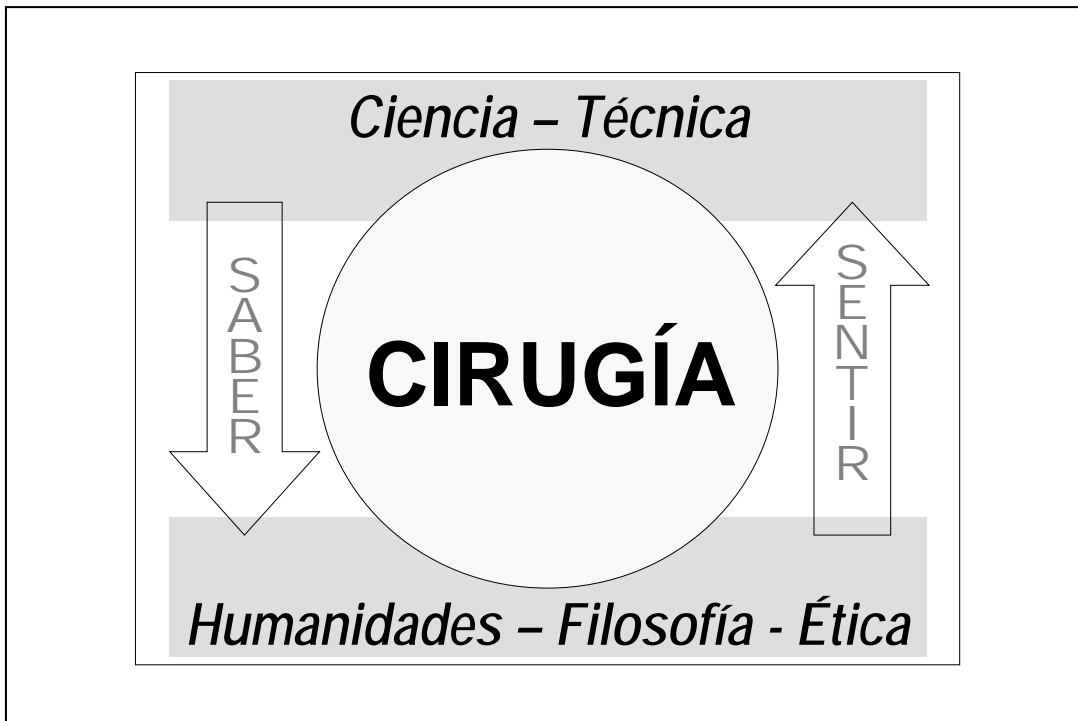 Ciencia – Técnica
SABER
CIRUGÍA
SENTIR
Humanidades – Filosofía - Ética